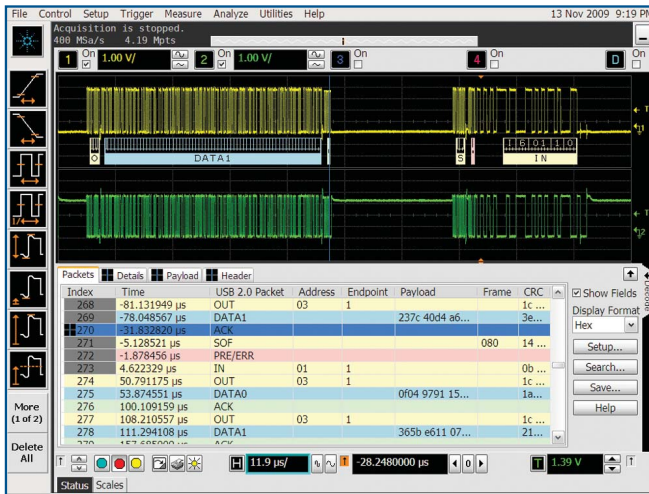 File Control Setup Trigger Measure Analyze Utilities Help 13 Nov 2009 9:19 PM
Acquisition is stopped.
400 MSa/s 4.19 Mpts
1 On 1.00 V/ 2 On 1.00 V/ 3 On 4 On D On
O DATA1 S I 6 0 1 1 0 IN
Packets Details Payload Header
Index Time USB 2.0 Packet Address Endpoint Payload Frame CRC
268 -81.131949 µs OUT 03 1 1c ...
269 -78.048567 µs DATA1 237c 40d4 a6... 3e...
270 -31.832820 µs ACK
271 -5.128521 µs SOF 080 14 ...
272 -1.878456 µs PRE/ERR
273 4.622329 µs IN 01 1 0b ...
274 50.791175 µs OUT 03 1 1c ...
275 53.874551 µs DATA0 0f04 9791 15... 1a...
276 100.109159 µs ACK
277 108.210557 µs OUT 03 1 1c ...
278 111.294108 µs DATA1 365b e611 07... 21...
Decode
Show Fields
Display Format
Hex
Setup...
Search...
Save...
Help
More
(1 of 2)
Delete
All
H 11.9 µs/ -28.2480000 µs 0 T 1.39 V
Status Scales